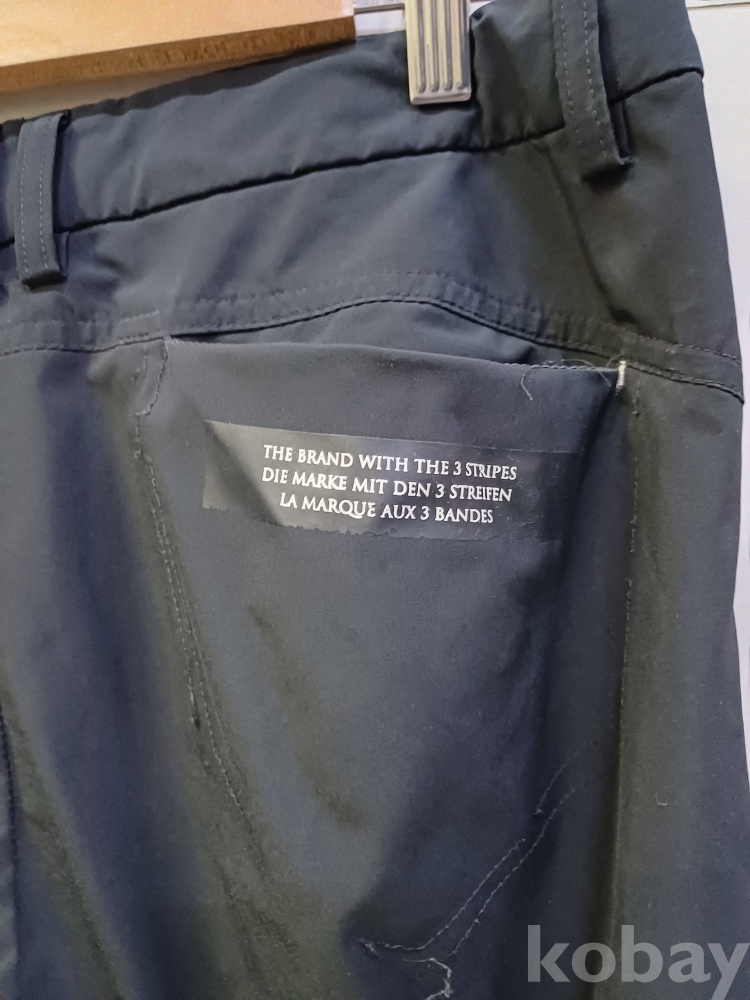 THE BRAND WITH THE 3 STRIPES
DIE MARKE MIT DEN 3 STREIFEN
LA MARQUE AUX 3 BANDES
kobay